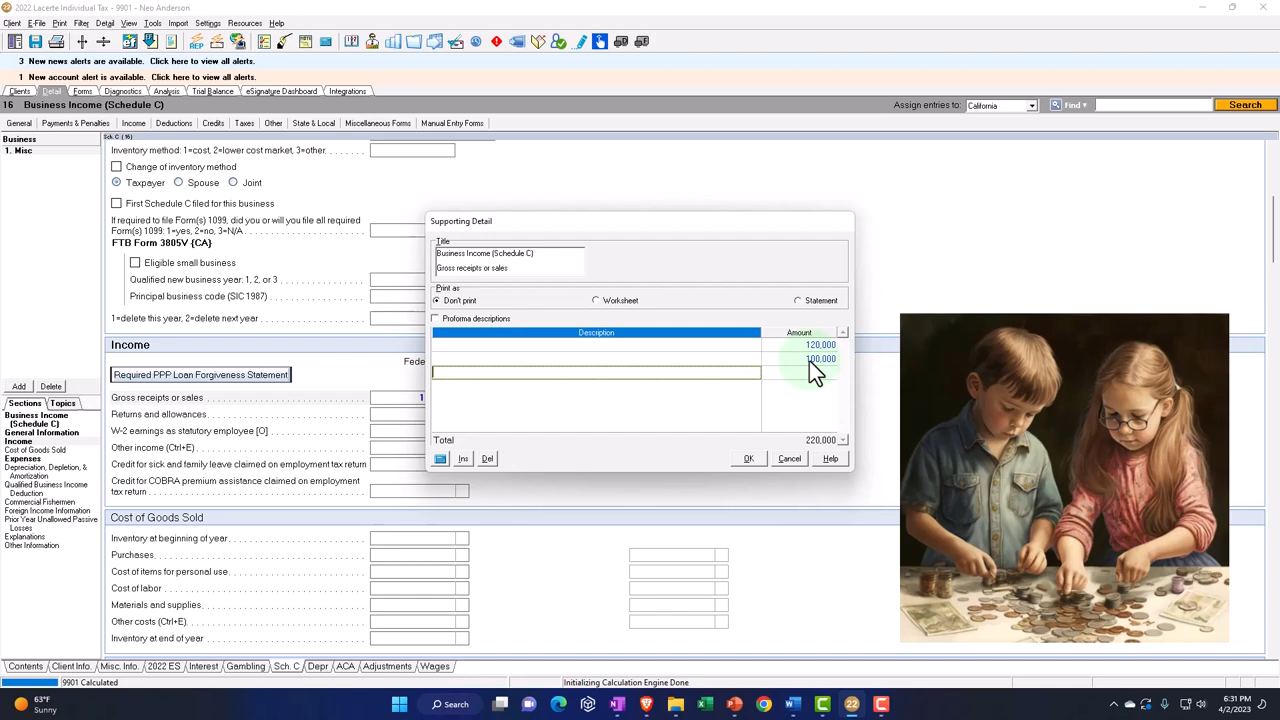 2022 Lacerte Individual Tax - 9901 - Neo Anderson
Client E-File Print Filter Detail View Tools Import Settings Resources Help
3 New news alerts are available. Click here to view all alerts.
1 New account alert is available. Click here to view all alerts.
Clients Detail Forms Diagnostics Analysis Trial Balance eSignature Dashboard Integrations
16 Business Income (Schedule C) Assign entries to: California Find Search
General Payments & Penalties Income Deductions Credits Taxes Other State & Local Miscellaneous Forms Manual Entry Forms
Business
1. Misc
Add Delete
Sections Topics
Business Income
(Schedule C)
General Information
Income
Cost of Goods Sold
Expenses
Depreciation, Depletion, &
Amortization
Qualified Business Income
Deduction
Commercial Fishermen
Foreign Income Information
Prior Year Unallowed Passive
Losses
Explanations
Other Information
Sch. C (16)
Inventory method: 1=cost, 2=lower cost market, 3=other
Change of inventory method
Taxpayer Spouse Joint
First Schedule C filed for this business
If required to file Form(s) 1099, did you or will you file all required
Form(s) 1099: 1=yes, 2=no, 3=N/A
FTB Form 3805V {CA}
Eligible small business
Qualified new business year: 1, 2, or 3
Principal business code (SIC 1987)
1=delete this year, 2=delete next year
Income
Fede
Required PPP Loan Forgiveness Statement
Gross receipts or sales 1
Returns and allowances
W-2 earnings as statutory employee [O]
Other income (Ctrl+E)
Credit for sick and family leave claimed on employment tax return
Credit for COBRA premium assistance claimed on employment
tax return
Cost of Goods Sold
Inventory at beginning of year
Purchases
Cost of items for personal use
Cost of labor
Materials and supplies
Other costs (Ctrl+E)
Inventory at end of year
Supporting Detail
Title
Business Income (Schedule C)
Gross receipts or sales
Print as
Don't print Worksheet Statement
Proforma descriptions
Description Amount
120,000
100,000
Total 220,000
Ins Del OK Cancel Help
Contents Client Info. Misc. Info. 2022 ES Interest Gambling Sch. C Depr ACA Adjustments Wages
9901 Calculated Initializing Calculation Engine Done
63°F
Sunny
Search
6:31 PM
4/2/2023